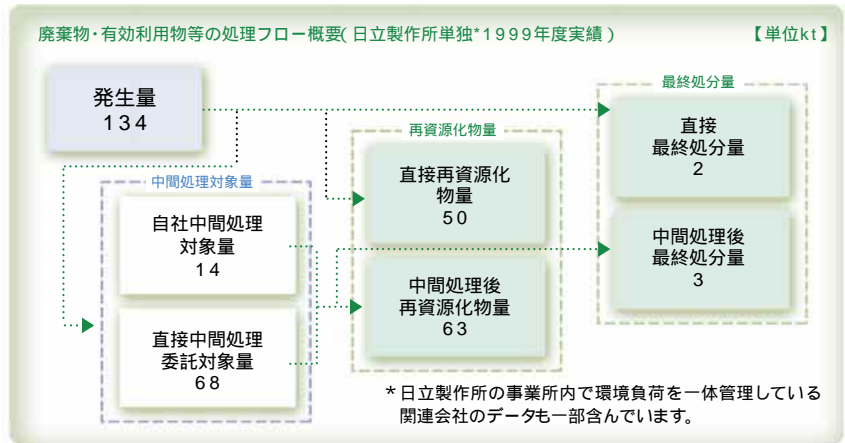 廃棄物・有効利用物等の処理フロー概要(日立製作所単独*1999年度実績)
【単位kt】
発生量
134
中間処理対象量
自社中間処理
対象量
14
直接中間処理
委託対象量
68
再資源化物量
直接再資源化
物量
50
中間処理後
再資源化物量
63
最終処分量
直接
最終処分量
2
中間処理後
最終処分量
3
*日立製作所の事業所内で環境負荷を一体管理している
関連会社のデータも一部含んでいます。